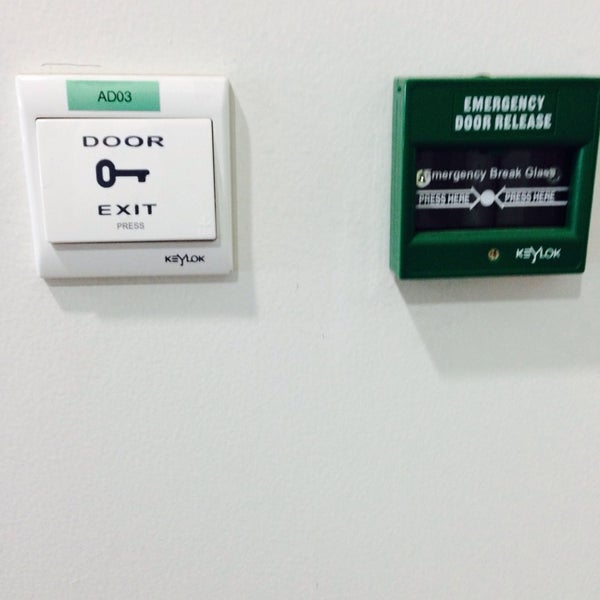 AD03
DOOR
EXIT
PRESS
KEYLOK
EMERGENCY
DOOR RELEASE
Emergency Break Glass
PRESS HERE PRESS HERE
KEYLOK